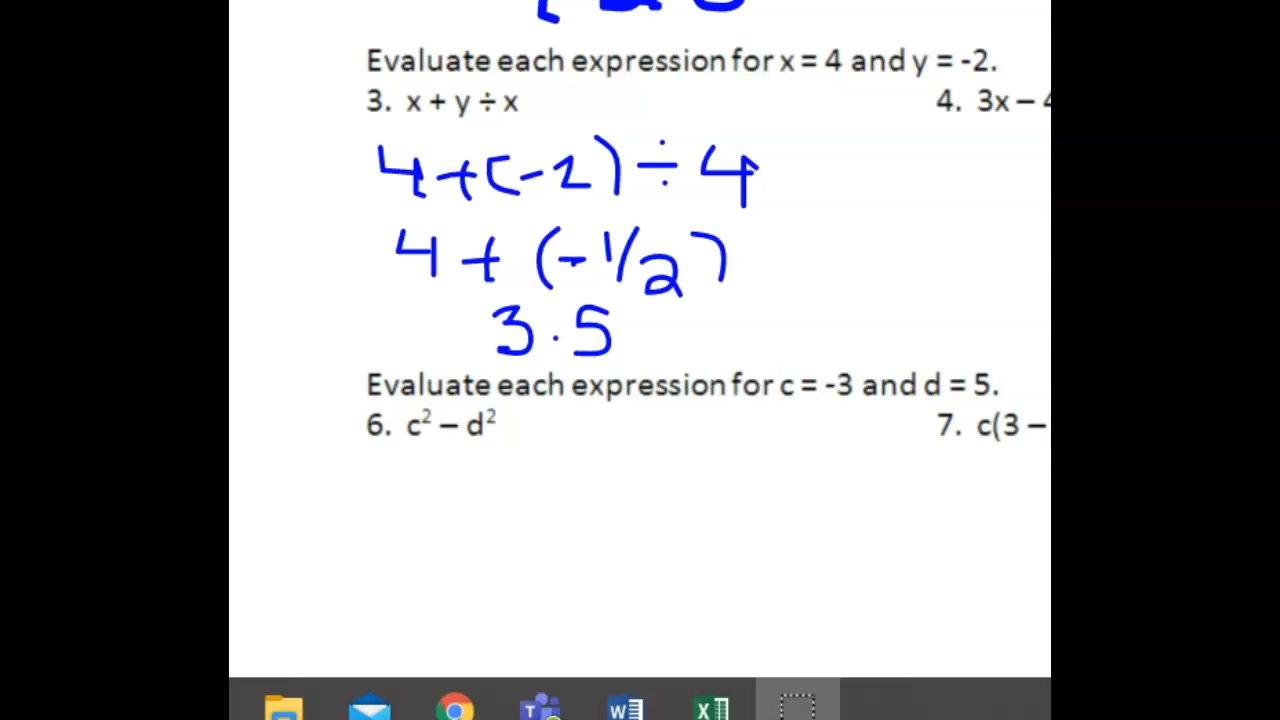 Evaluate each expression for x = 4 and y = -2.
3. x + y ÷ x
4. 3x – 4
4 + (-2) ÷ 4
4 + (-1/2)
3.5
Evaluate each expression for c = -3 and d = 5.
6. c² – d²
7. c(3 –